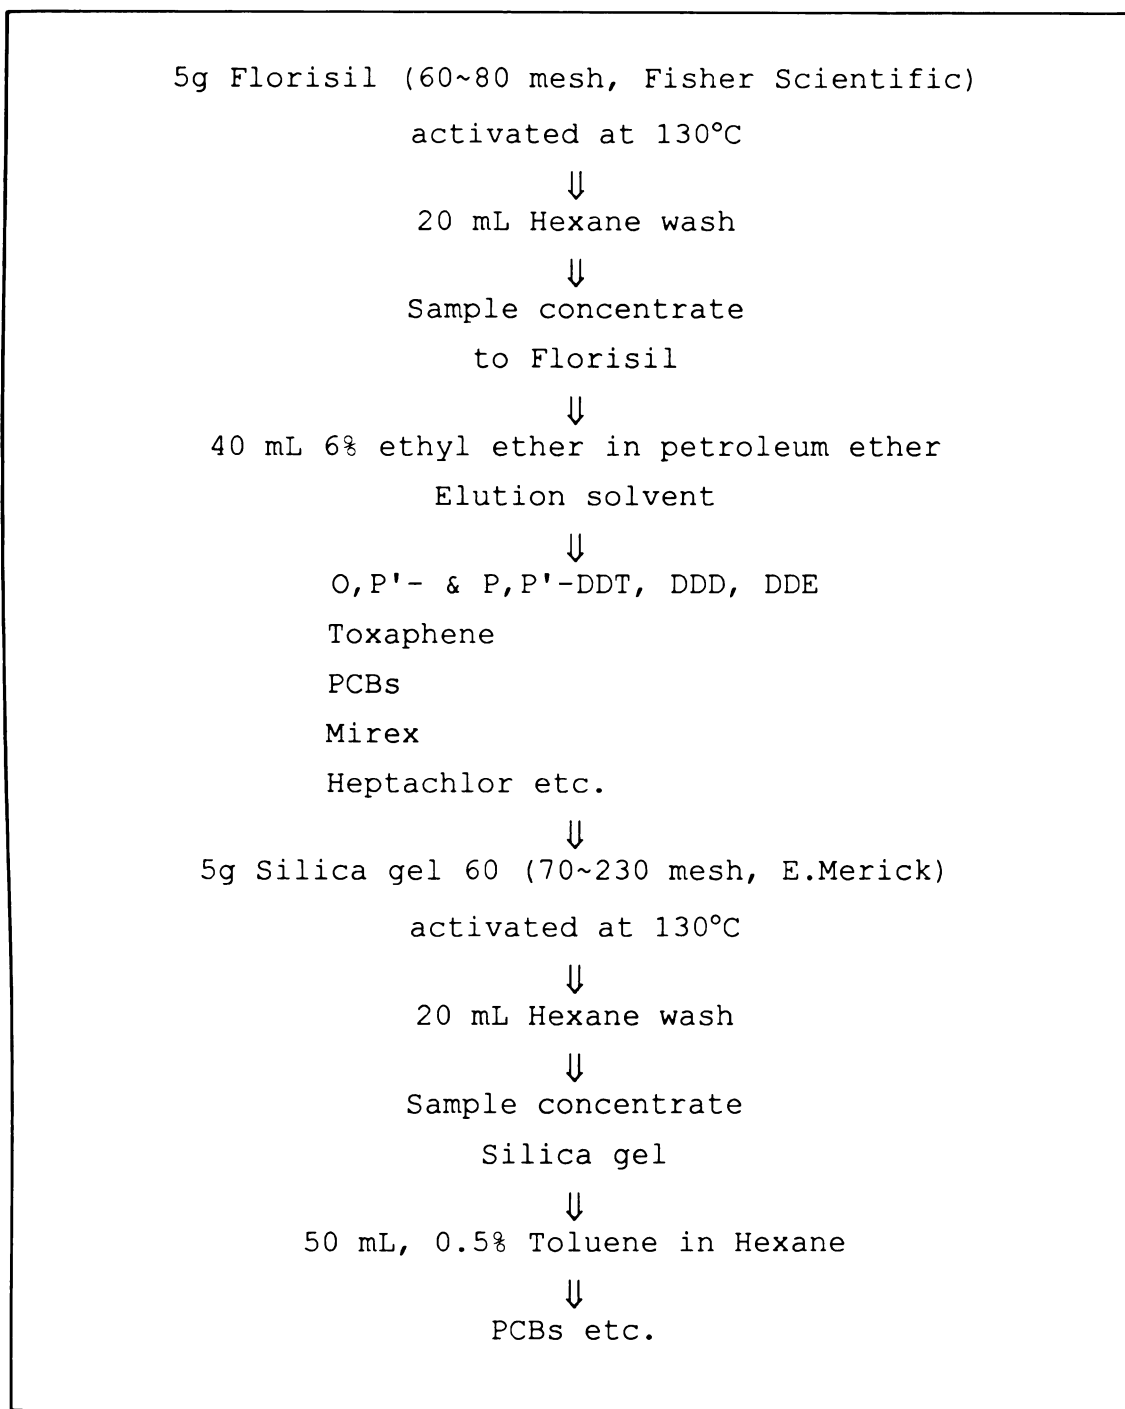 5g Florisil (60~80 mesh, Fisher Scientific)
activated at 130°C
⇓
20 mL Hexane wash
⇓
Sample concentrate
to Florisil
⇓
40 mL 6% ethyl ether in petroleum ether
Elution solvent
⇓
O,P'- & P,P'-DDT, DDD, DDE
Toxaphene
PCBs
Mirex
Heptachlor etc.
⇓
5g Silica gel 60 (70~230 mesh, E.Merick)
activated at 130°C
⇓
20 mL Hexane wash
⇓
Sample concentrate
Silica gel
⇓
50 mL, 0.5% Toluene in Hexane
⇓
PCBs etc.